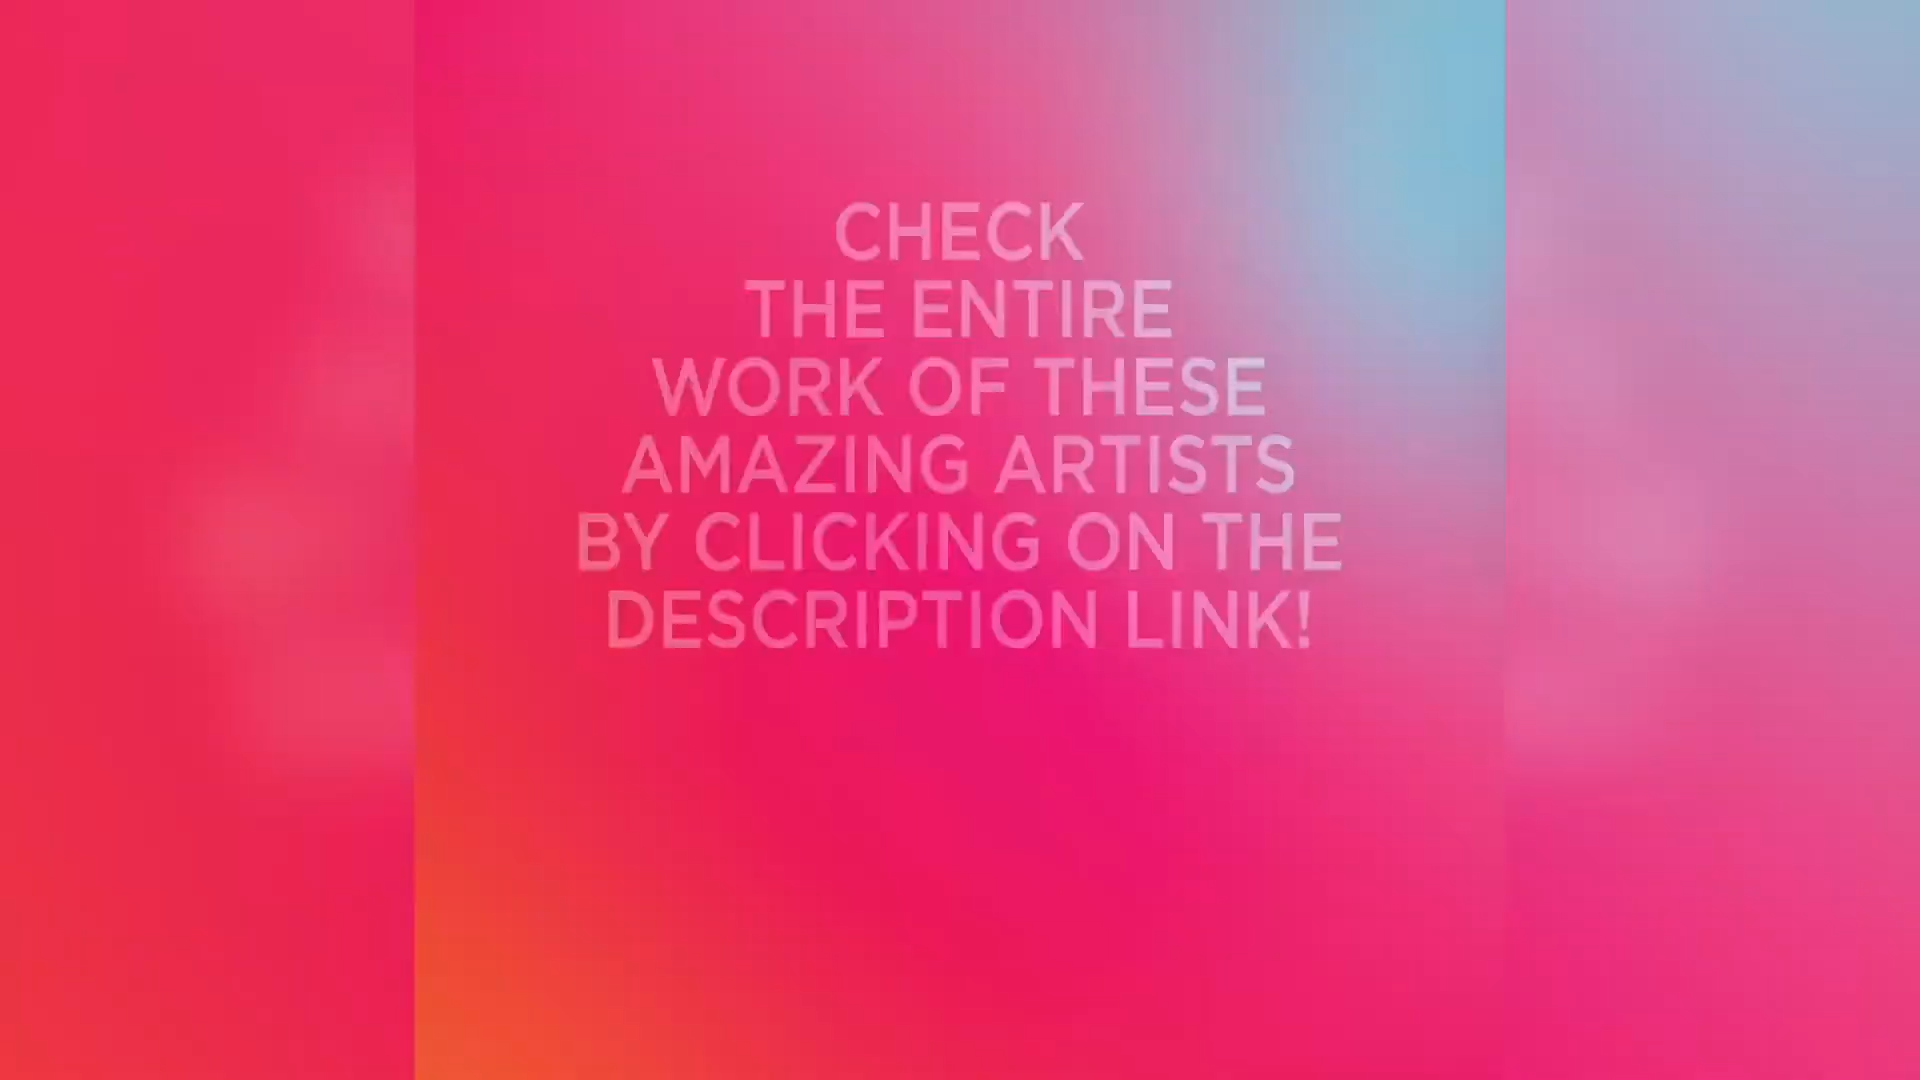 CHECK
THE ENTIRE
WORK OF THESE
AMAZING ARTISTS
BY CLICKING ON THE
DESCRIPTION LINK!